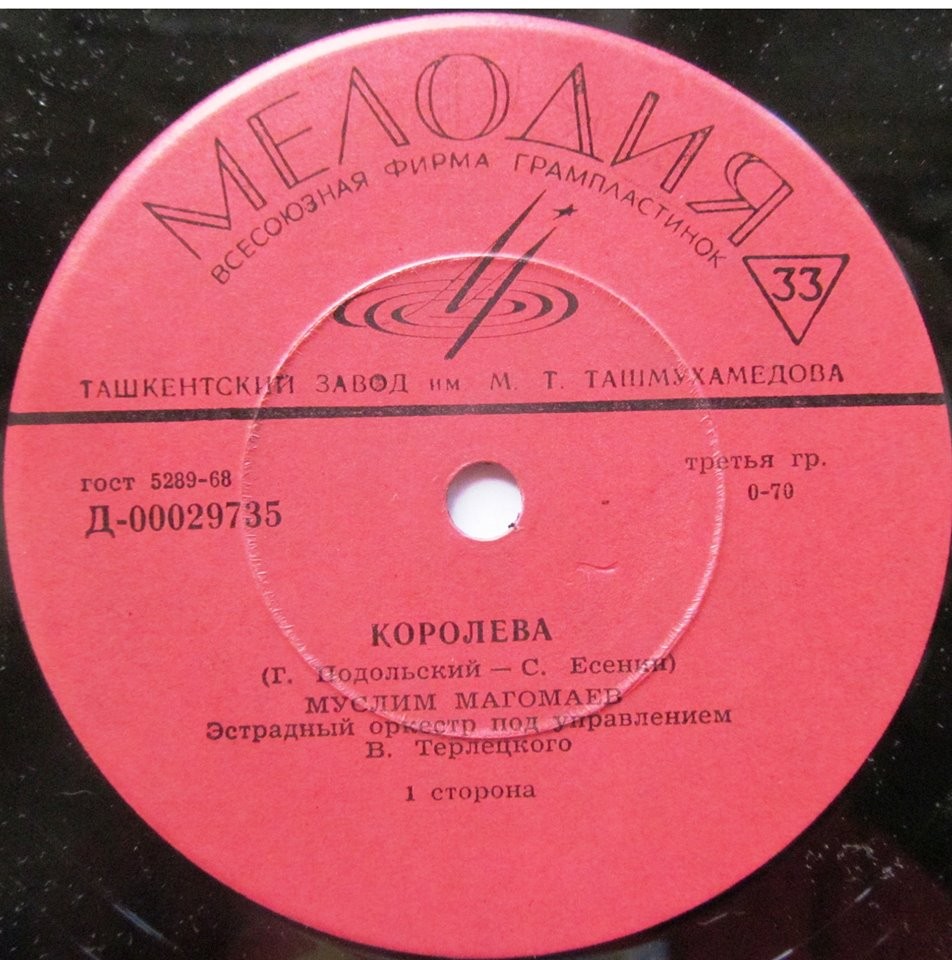 МЕЛОДИЯ
ВСЕСОЮЗНАЯ ФИРМА ГРАМПЛАСТИНОК
33
ТАШКЕНТСКИЙ ЗАВОД им М. Т. ТАШМУХАМЕДОВА
гост 5289-68
третья гр.
Д-00029735
0-70
КОРОЛЕВА
(Г. Подольский — С. Есенин)
МУСЛИМ МАГОМАЕВ
Эстрадный оркестр под управлением
В. Терлецкого
1 сторона